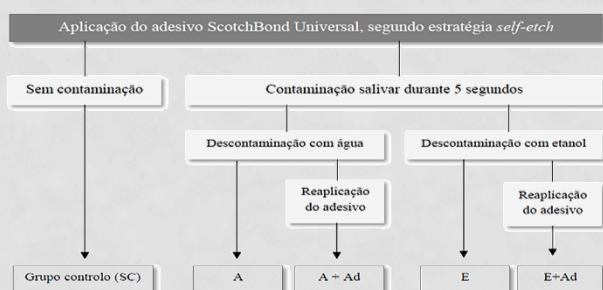 Aplicação do adesivo ScotchBond Universal, segundo estratégia self-etch
Sem contaminação
Contaminação salivar durante 5 segundos
Descontaminação com água
Descontaminação com etanol
Reaplicação
do adesivo
Reaplicação
do adesivo
Grupo controlo (SC)
A
A + Ad
E
E+Ad